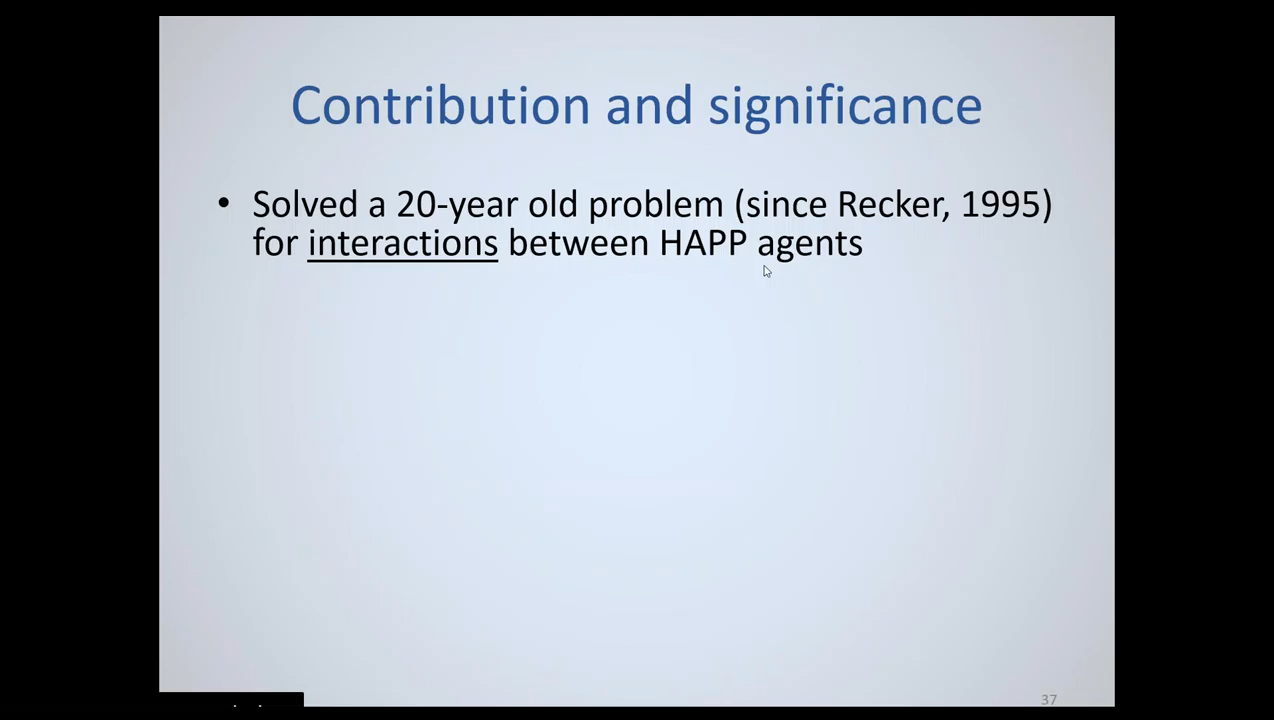 Contribution and significance
• Solved a 20-year old problem (since Recker, 1995)
for interactions between HAPP agents
37